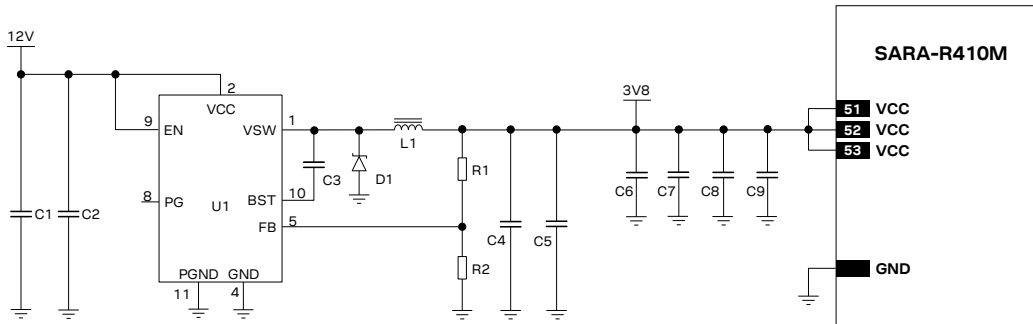 12V
SARA-R410M
3V8
2
VCC
9 EN
VSW 1
L1
51 VCC
52 VCC
53 VCC
C3
D1
R1
C6
C7
C8
C9
8 PG
BST 10
U1
C1
C2
FB 5
C4
C5
R2
PGND GND
11 4
GND